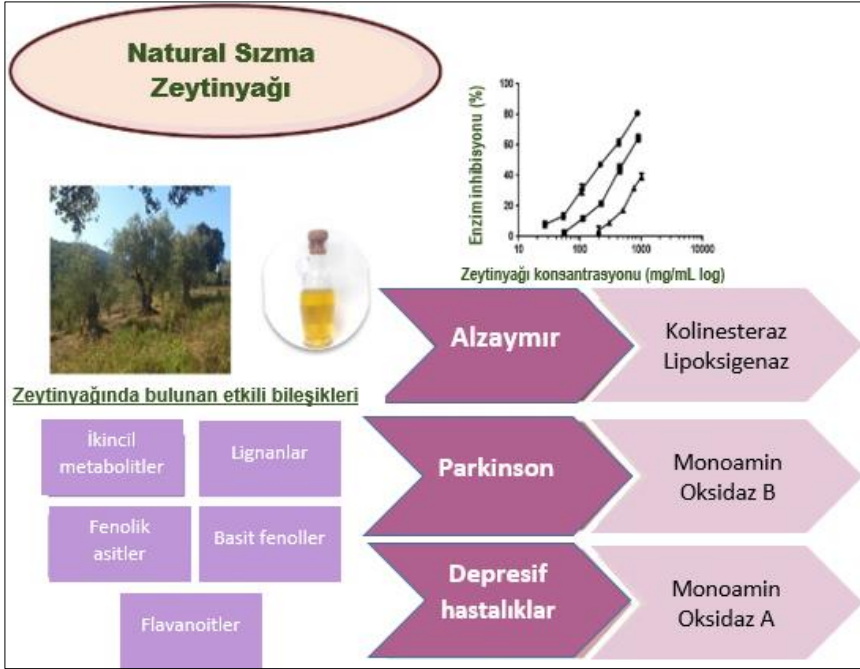 Natural Sızma
Zeytinyağı
Enzim inhibisyonu (%)
100
80
60
40
20
0
10
100
1000
10000
Zeytinyağı konsantrasyonu (mg/mL log)
Zeytinyağında bulunan etkili bileşikleri
İkincil
metabolitler
Lignanlar
Fenolik
asitler
Basit fenoller
Flavanoitler
Alzaymır
Kolinesteraz
Lipoksigenaz
Parkinson
Monoamin
Oksidaz B
Depresif
hastalıklar
Monoamin
Oksidaz A